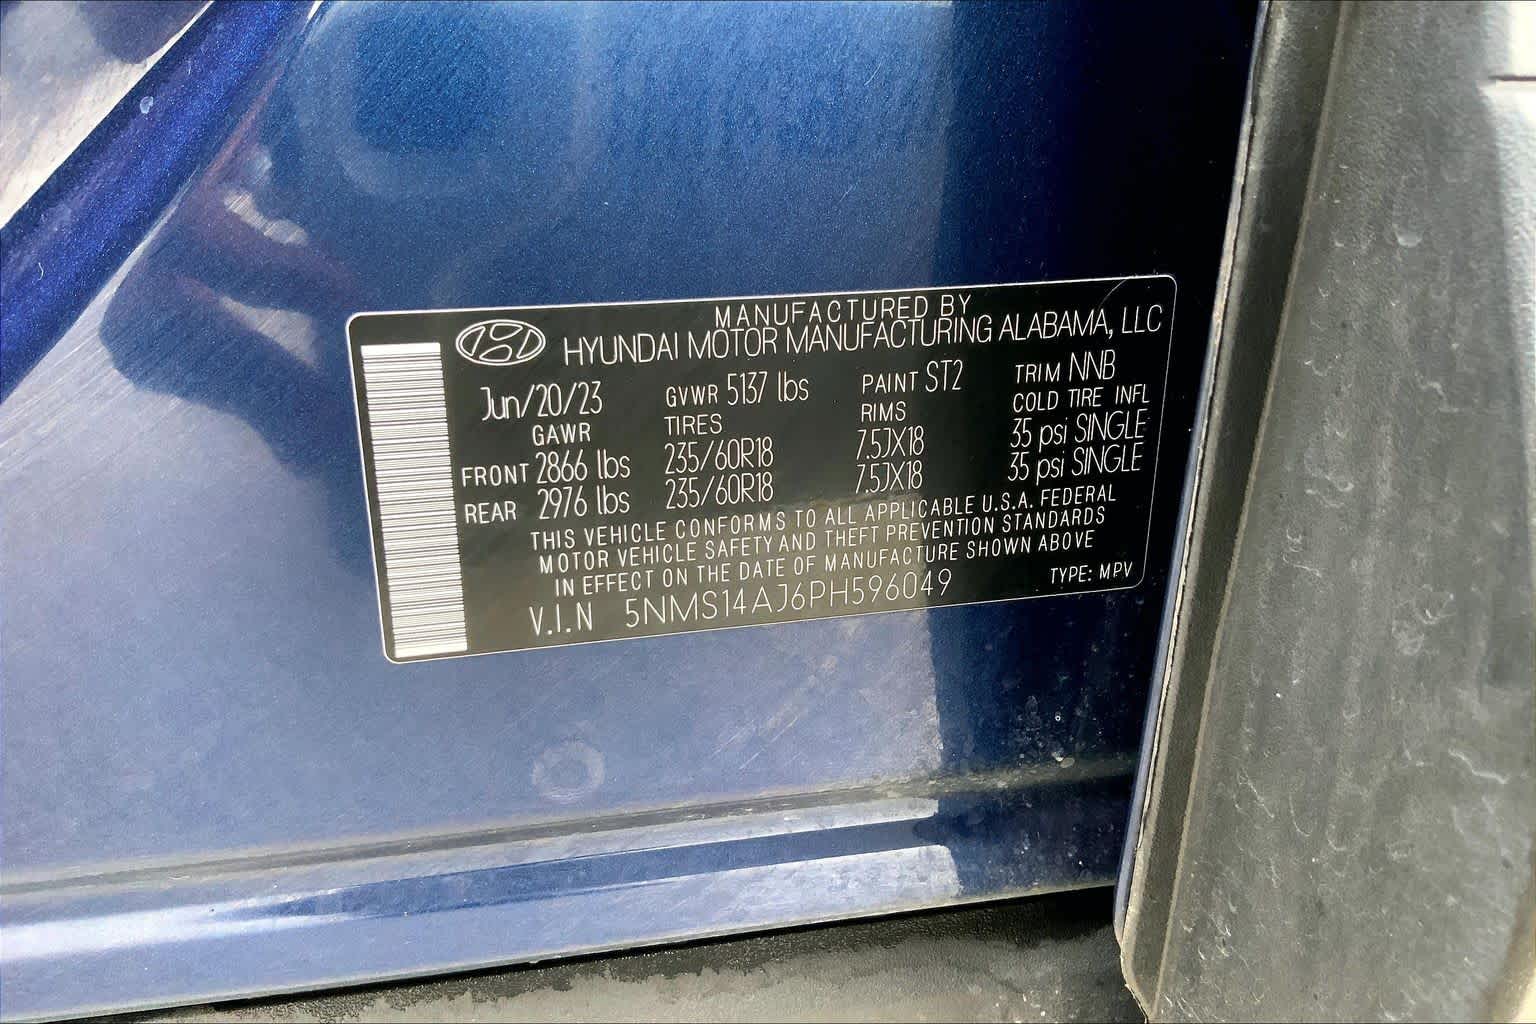 MANUFACTURED BY
HYUNDAI MOTOR MANUFACTURING ALABAMA, LLC
Jun/20/23 GVWR 5137 lbs PAINT ST2 TRIM NNB
GAWR TIRES RIMS COLD TIRE INFL
FRONT 2866 lbs 235/60R18 7.5JX18 35 psi SINGLE
REAR 2976 lbs 235/60R18 7.5JX18 35 psi SINGLE
THIS VEHICLE CONFORMS TO ALL APPLICABLE U.S.A. FEDERAL
MOTOR VEHICLE SAFETY AND THEFT PREVENTION STANDARDS
IN EFFECT ON THE DATE OF MANUFACTURE SHOWN ABOVE
V.I.N 5NMS14AJ6PH596049 TYPE: MPV